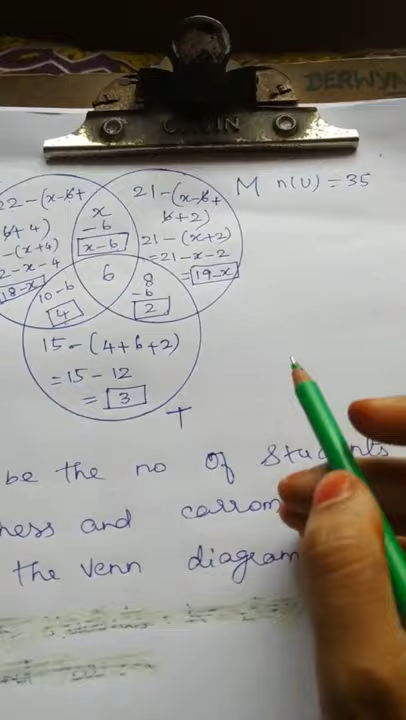 DERWYN
22-(x-6+ x 21-(x-6+ M n(U)=35
6+4) -6 6+2)
-(x+4) x-6 21-(x+2)
2-x-4 =21-x-2
18-x 6 =19-x
10-6 8
4 -6
2
15-(4+6+2)
=15-12
=3
T
be the no of students
ness and carrom
the venn diagram